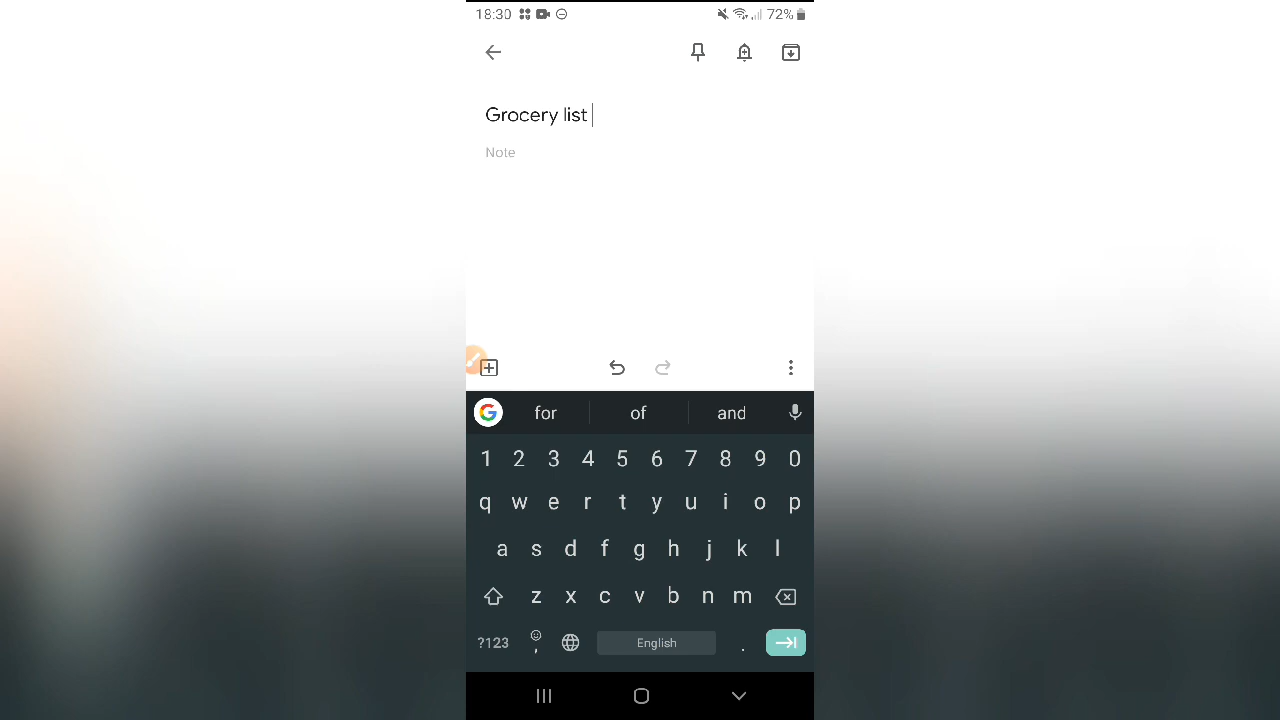 18:30 72%
Grocery list
Note
for of and
1 2 3 4 5 6 7 8 9 0
q w e r t y u i o p
a s d f g h j k l
z x c v b n m
?123 , English .